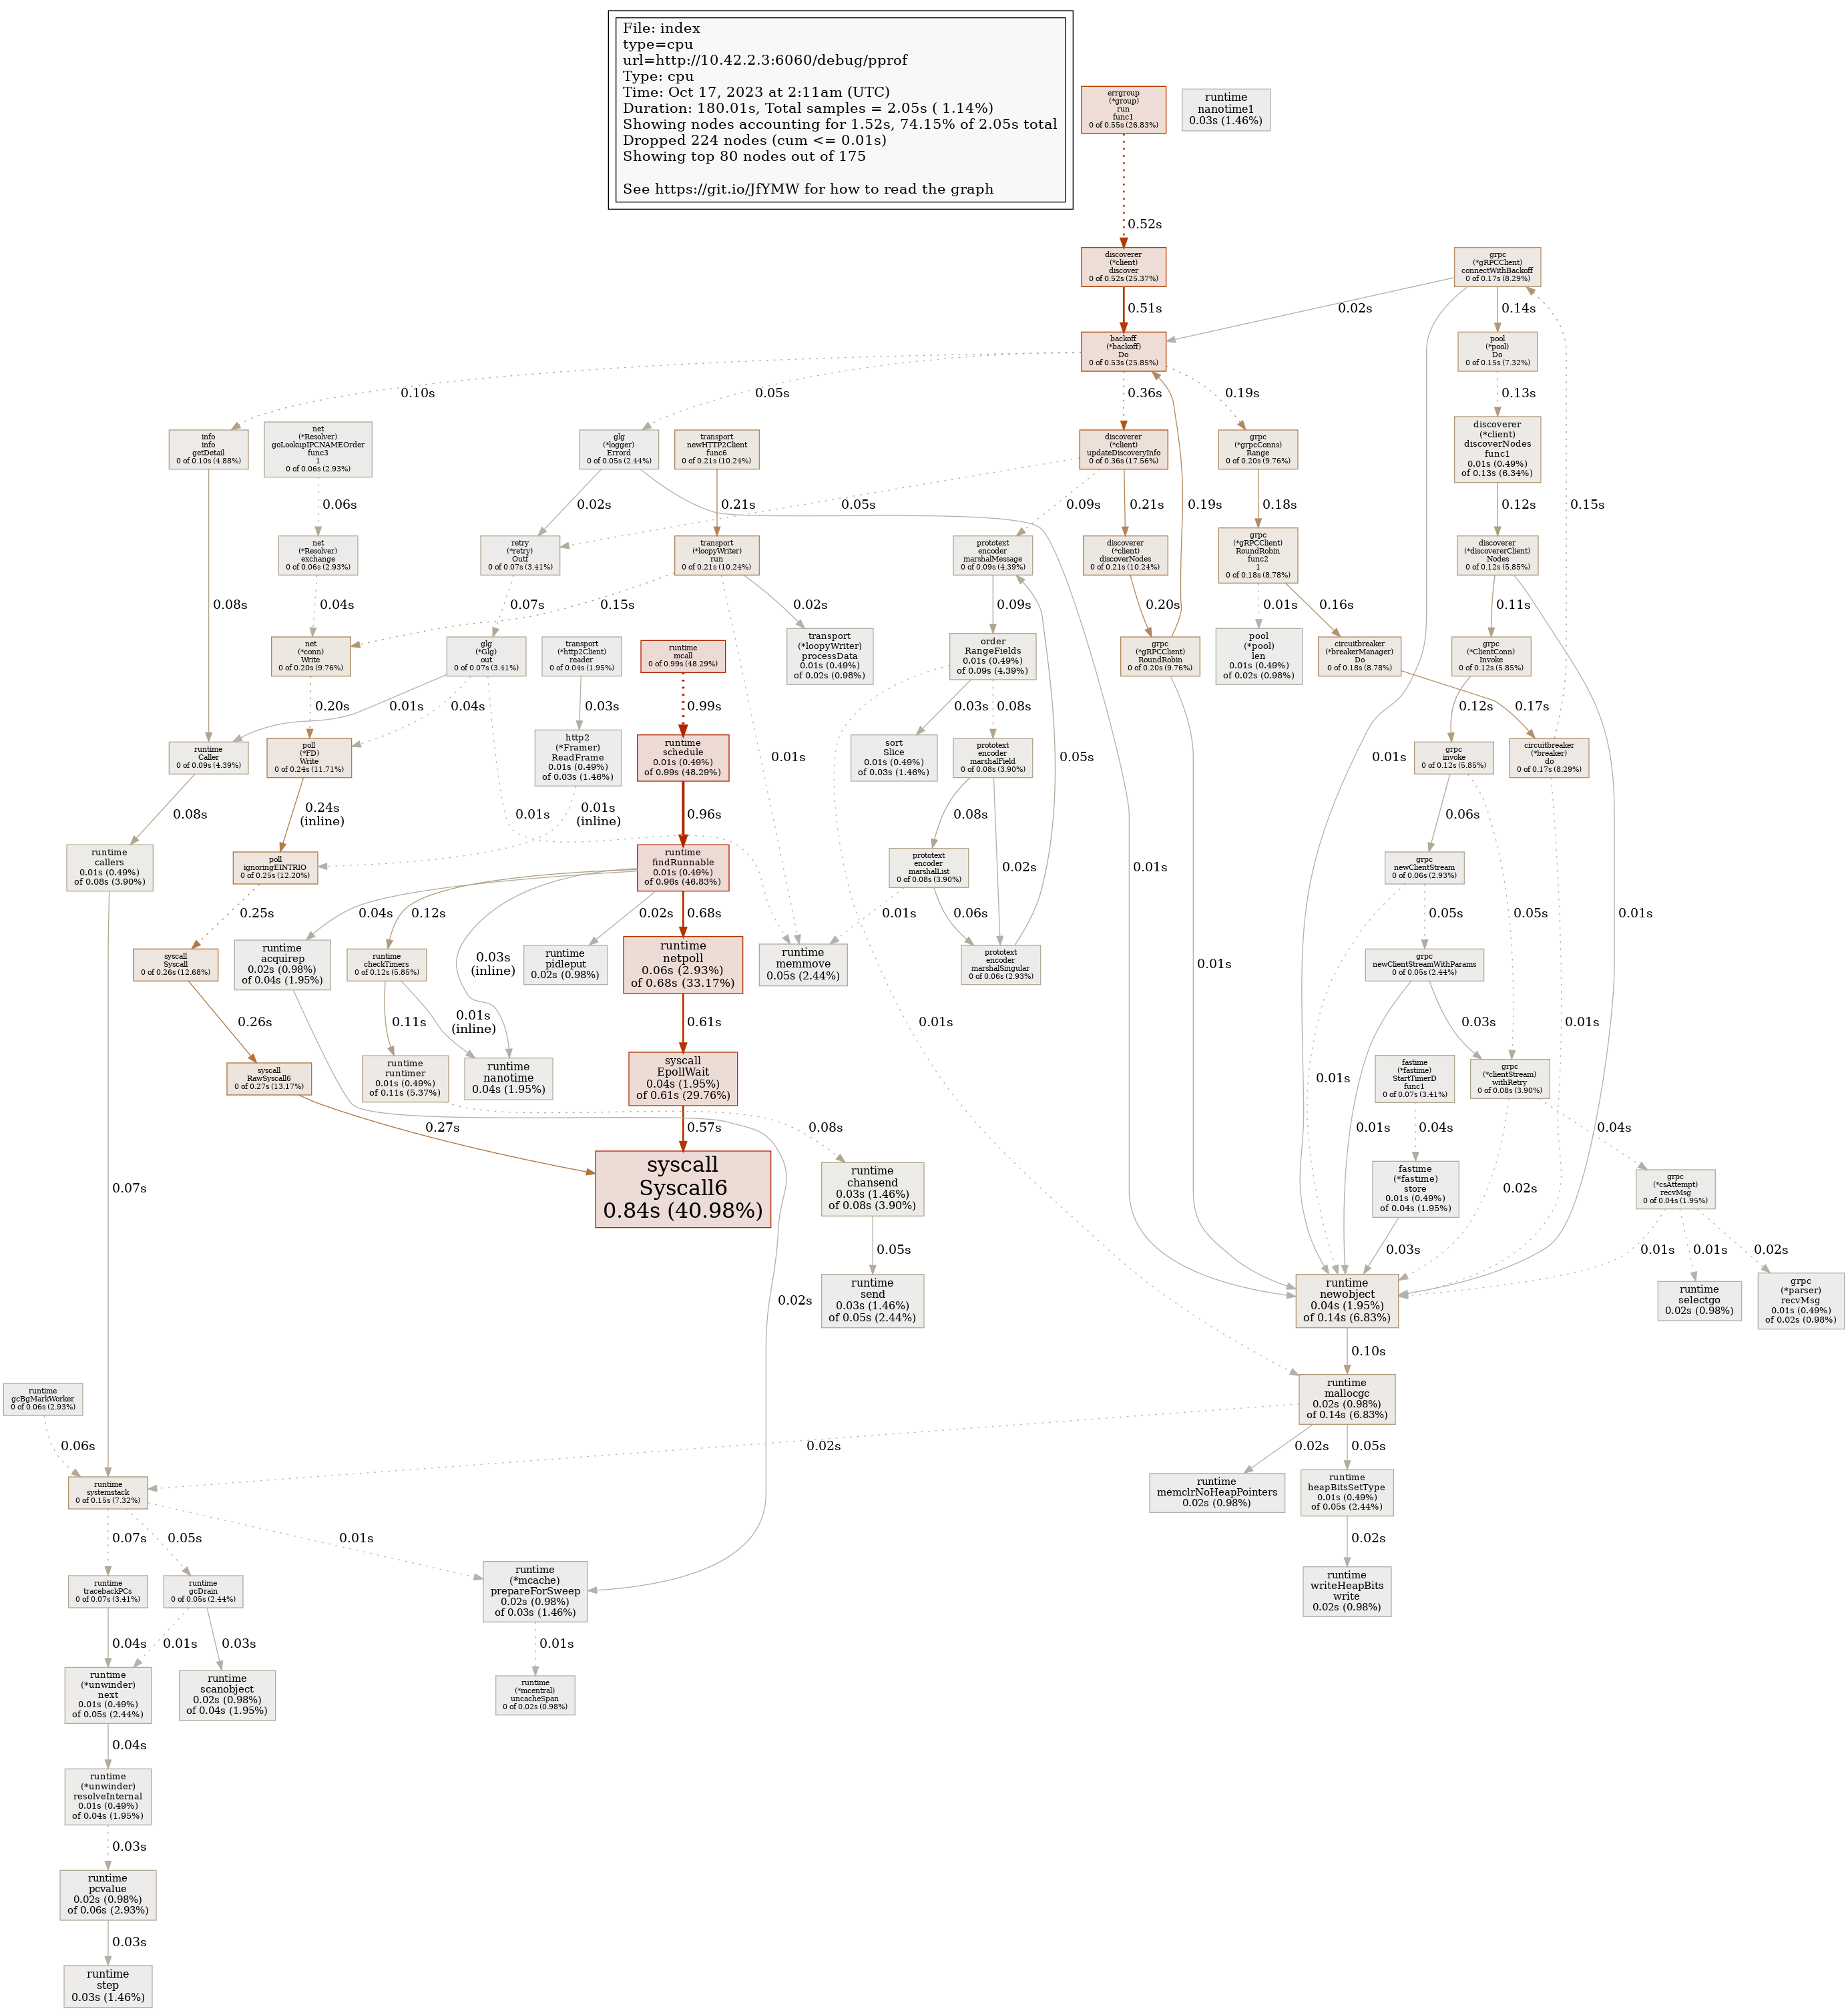 File: index
type=cpu
url=http://10.42.2.3:6060/debug/pprof
Type: cpu
Time: Oct 17, 2023 at 2:11am (UTC)
Duration: 180.01s, Total samples = 2.05s ( 1.14%)
Showing nodes accounting for 1.52s, 74.15% of 2.05s total
Dropped 224 nodes (cum <= 0.01s)
Showing top 80 nodes out of 175
See https://git.io/JfYMW for how to read the graph
errgroup
(*group)
run
func1
0 of 0.55s (26.83%)
runtime
nanotime1
0.03s (1.46%)
0.52s
discoverer
(*client)
discover
0 of 0.52s (25.37%)
grpc
(*gRPCClient)
connectWithBackoff
0 of 0.17s (8.29%)
0.51s
0.02s
0.14s
backoff
(*backoff)
Do
0 of 0.53s (25.85%)
pool
(*pool)
Do
0 of 0.15s (7.32%)
0.10s
0.05s
0.36s
0.19s
0.13s
info
info
getDetail
0 of 0.10s (4.88%)
net
(*Resolver)
goLookupIPCNAMEOrder
func3
1
0 of 0.06s (2.93%)
glg
(*logger)
Errord
0 of 0.05s (2.44%)
transport
newHTTP2Client
func6
0 of 0.21s (10.24%)
discoverer
(*client)
updateDiscoveryInfo
0 of 0.36s (17.56%)
grpc
(*grpcConns)
Range
0 of 0.20s (9.76%)
discoverer
(*client)
discoverNodes
func1
0.01s (0.49%)
of 0.13s (6.34%)
0.06s
0.02s
0.21s
0.05s
0.09s
0.21s
0.19s
0.18s
0.12s
0.15s
net
(*Resolver)
exchange
0 of 0.06s (2.93%)
retry
(*retry)
Outf
0 of 0.07s (3.41%)
transport
(*loopyWriter)
run
0 of 0.21s (10.24%)
prototext
encoder
marshalMessage
0 of 0.09s (4.39%)
discoverer
(*client)
discoverNodes
0 of 0.21s (10.24%)
grpc
(*gRPCClient)
RoundRobin
func2
1
0 of 0.18s (8.78%)
discoverer
(*discovererClient)
Nodes
0 of 0.12s (5.85%)
0.08s
0.04s
0.07s
0.15s
0.02s
0.09s
0.20s
0.01s
0.16s
0.11s
net
(*conn)
Write
0 of 0.20s (9.76%)
glg
(*Glg)
out
0 of 0.07s (3.41%)
transport
(*http2Client)
reader
0 of 0.04s (1.95%)
runtime
mcall
0 of 0.99s (48.29%)
transport
(*loopyWriter)
processData
0.01s (0.49%)
of 0.02s (0.98%)
order
RangeFields
0.01s (0.49%)
of 0.09s (4.39%)
grpc
(*gRPCClient)
RoundRobin
0 of 0.20s (9.76%)
pool
(*pool)
len
0.01s (0.49%)
of 0.02s (0.98%)
circuitbreaker
(*breakerManager)
Do
0 of 0.18s (8.78%)
grpc
(*ClientConn)
Invoke
0 of 0.12s (5.85%)
0.20s
0.01s
0.04s
0.03s
0.99s
0.03s
0.08s
0.12s
0.17s
runtime
Caller
0 of 0.09s (4.39%)
poll
(*FD)
Write
0 of 0.24s (11.71%)
http2
(*Framer)
ReadFrame
0.01s (0.49%)
of 0.03s (1.46%)
runtime
schedule
0.01s (0.49%)
of 0.99s (48.29%)
0.01s
sort
Slice
0.01s (0.49%)
of 0.03s (1.46%)
prototext
encoder
marshalField
0 of 0.08s (3.90%)
0.05s
0.01s
grpc
invoke
0 of 0.12s (5.85%)
circuitbreaker
(*breaker)
do
0 of 0.17s (8.29%)
0.08s
0.24s
(inline)
0.01s
0.01s
(inline)
0.96s
0.08s
0.06s
runtime
callers
0.01s (0.49%)
of 0.08s (3.90%)
poll
ignoringEINTRIO
0 of 0.25s (12.20%)
runtime
findRunnable
0.01s (0.49%)
of 0.96s (46.83%)
prototext
encoder
marshalList
0 of 0.08s (3.90%)
0.02s
0.01s
grpc
newClientStream
0 of 0.06s (2.93%)
0.25s
0.04s
0.12s
0.02s
0.68s
0.01s
0.06s
0.05s
0.05s
0.01s
syscall
Syscall
0 of 0.26s (12.68%)
runtime
acquirep
0.02s (0.98%)
of 0.04s (1.95%)
runtime
checkTimers
0 of 0.12s (5.85%)
0.03s
(inline)
runtime
pidleput
0.02s (0.98%)
runtime
netpoll
0.06s (2.93%)
of 0.68s (33.17%)
runtime
memmove
0.05s (2.44%)
prototext
encoder
marshalSingular
0 of 0.06s (2.93%)
0.01s
grpc
newClientStreamWithParams
0 of 0.05s (2.44%)
0.26s
0.11s
0.01s
(inline)
0.61s
0.01s
0.03s
0.01s
syscall
RawSyscall6
0 of 0.27s (13.17%)
runtime
runtimer
0.01s (0.49%)
of 0.11s (5.37%)
runtime
nanotime
0.04s (1.95%)
syscall
EpollWait
0.04s (1.95%)
of 0.61s (29.76%)
0.01s
fastime
(*fastime)
StartTimerD
func1
0 of 0.07s (3.41%)
grpc
(*clientStream)
withRetry
0 of 0.08s (3.90%)
0.27s
0.57s
0.08s
0.01s
0.04s
0.04s
0.07s
syscall
Syscall6
0.84s (40.98%)
runtime
chansend
0.03s (1.46%)
of 0.08s (3.90%)
fastime
(*fastime)
store
0.01s (0.49%)
of 0.04s (1.95%)
0.02s
grpc
(*csAttempt)
recvMsg
0 of 0.04s (1.95%)
0.05s
0.03s
0.01s
0.01s
0.02s
0.02s
runtime
send
0.03s (1.46%)
of 0.05s (2.44%)
runtime
newobject
0.04s (1.95%)
of 0.14s (6.83%)
runtime
selectgo
0.02s (0.98%)
grpc
(*parser)
recvMsg
0.01s (0.49%)
of 0.02s (0.98%)
0.10s
runtime
gcBgMarkWorker
0 of 0.06s (2.93%)
runtime
mallocgc
0.02s (0.98%)
of 0.14s (6.83%)
0.06s
0.02s
0.02s
0.05s
runtime
systemstack
0 of 0.15s (7.32%)
runtime
memclrNoHeapPointers
0.02s (0.98%)
runtime
heapBitsSetType
0.01s (0.49%)
of 0.05s (2.44%)
0.07s
0.05s
0.01s
0.02s
runtime
tracebackPCs
0 of 0.07s (3.41%)
runtime
gcDrain
0 of 0.05s (2.44%)
runtime
(*mcache)
prepareForSweep
0.02s (0.98%)
of 0.03s (1.46%)
runtime
writeHeapBits
write
0.02s (0.98%)
0.04s
0.01s
0.03s
0.01s
runtime
(*unwinder)
next
0.01s (0.49%)
of 0.05s (2.44%)
runtime
scanobject
0.02s (0.98%)
of 0.04s (1.95%)
runtime
(*mcentral)
uncacheSpan
0 of 0.02s (0.98%)
0.04s
runtime
(*unwinder)
resolveInternal
0.01s (0.49%)
of 0.04s (1.95%)
0.03s
runtime
pcvalue
0.02s (0.98%)
of 0.06s (2.93%)
0.03s
runtime
step
0.03s (1.46%)